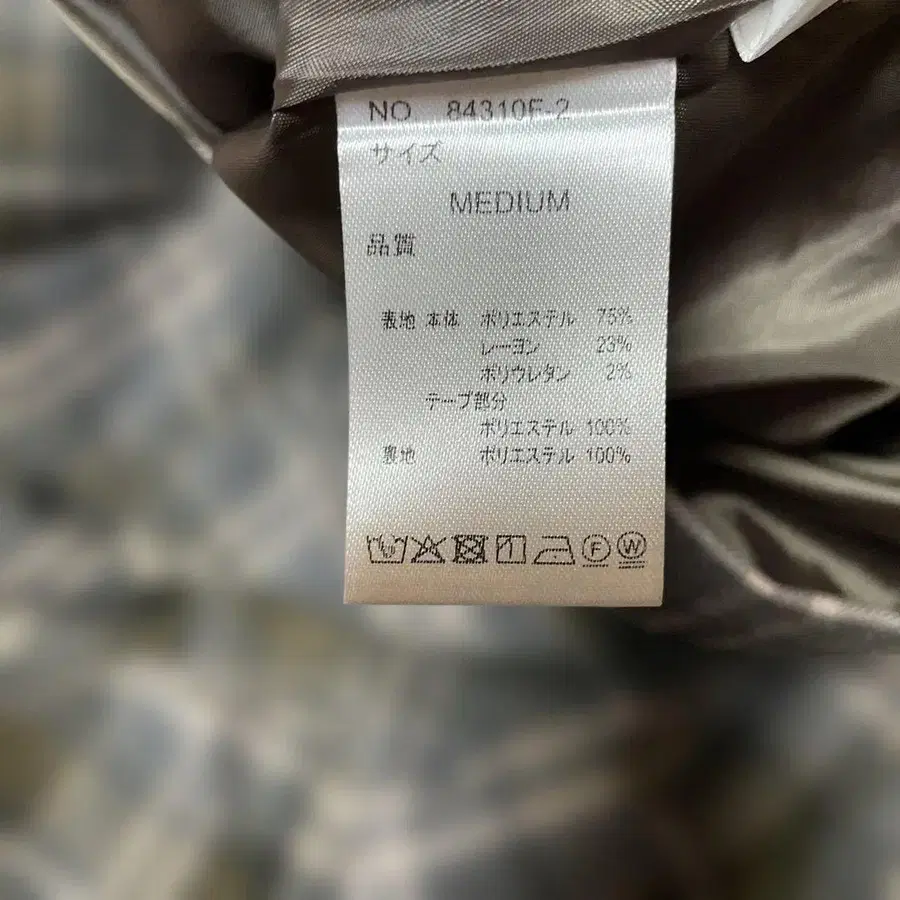 NO 84310F-2
サイズ
MEDIUM
品質
表地 本体 ポリエステル 75%
レーヨン 23%
ポリウレタン 2%
テープ部分
ポリエステル 100%
裏地 ポリエステル 100%
F W